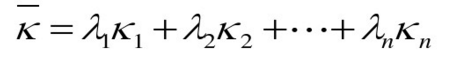 κ̅ = λ₁κ₁ + λ₂κ₂ + ⋯ + λₙκₙ